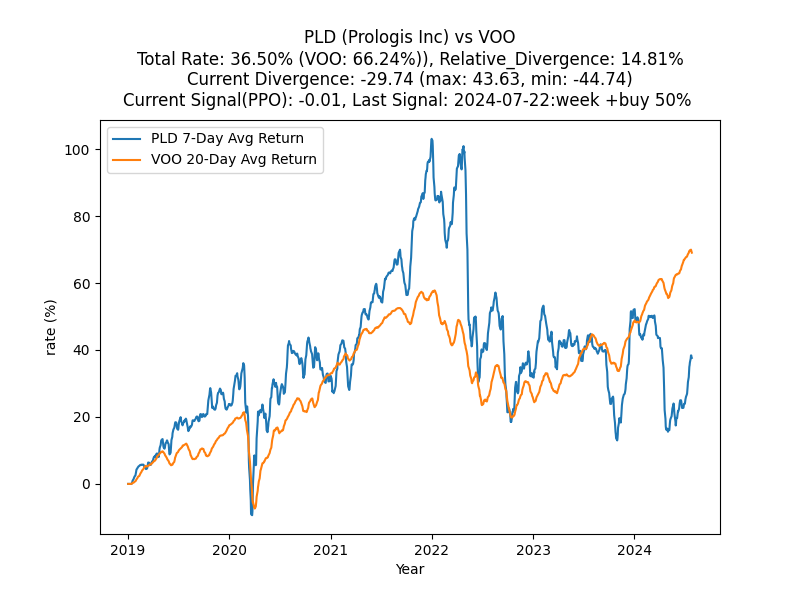 PLD (Prologis Inc) vs VOO
Total Rate: 36.50% (VOO: 66.24%)), Relative_Divergence: 14.81%
Current Divergence: -29.74 (max: 43.63, min: -44.74)
Current Signal(PPO): -0.01, Last Signal: 2024-07-22:week +buy 50%
PLD 7-Day Avg Return
VOO 20-Day Avg Return
100
80
60
40
20
0
rate (%)
2019 2020 2021 2022 2023 2024
Year